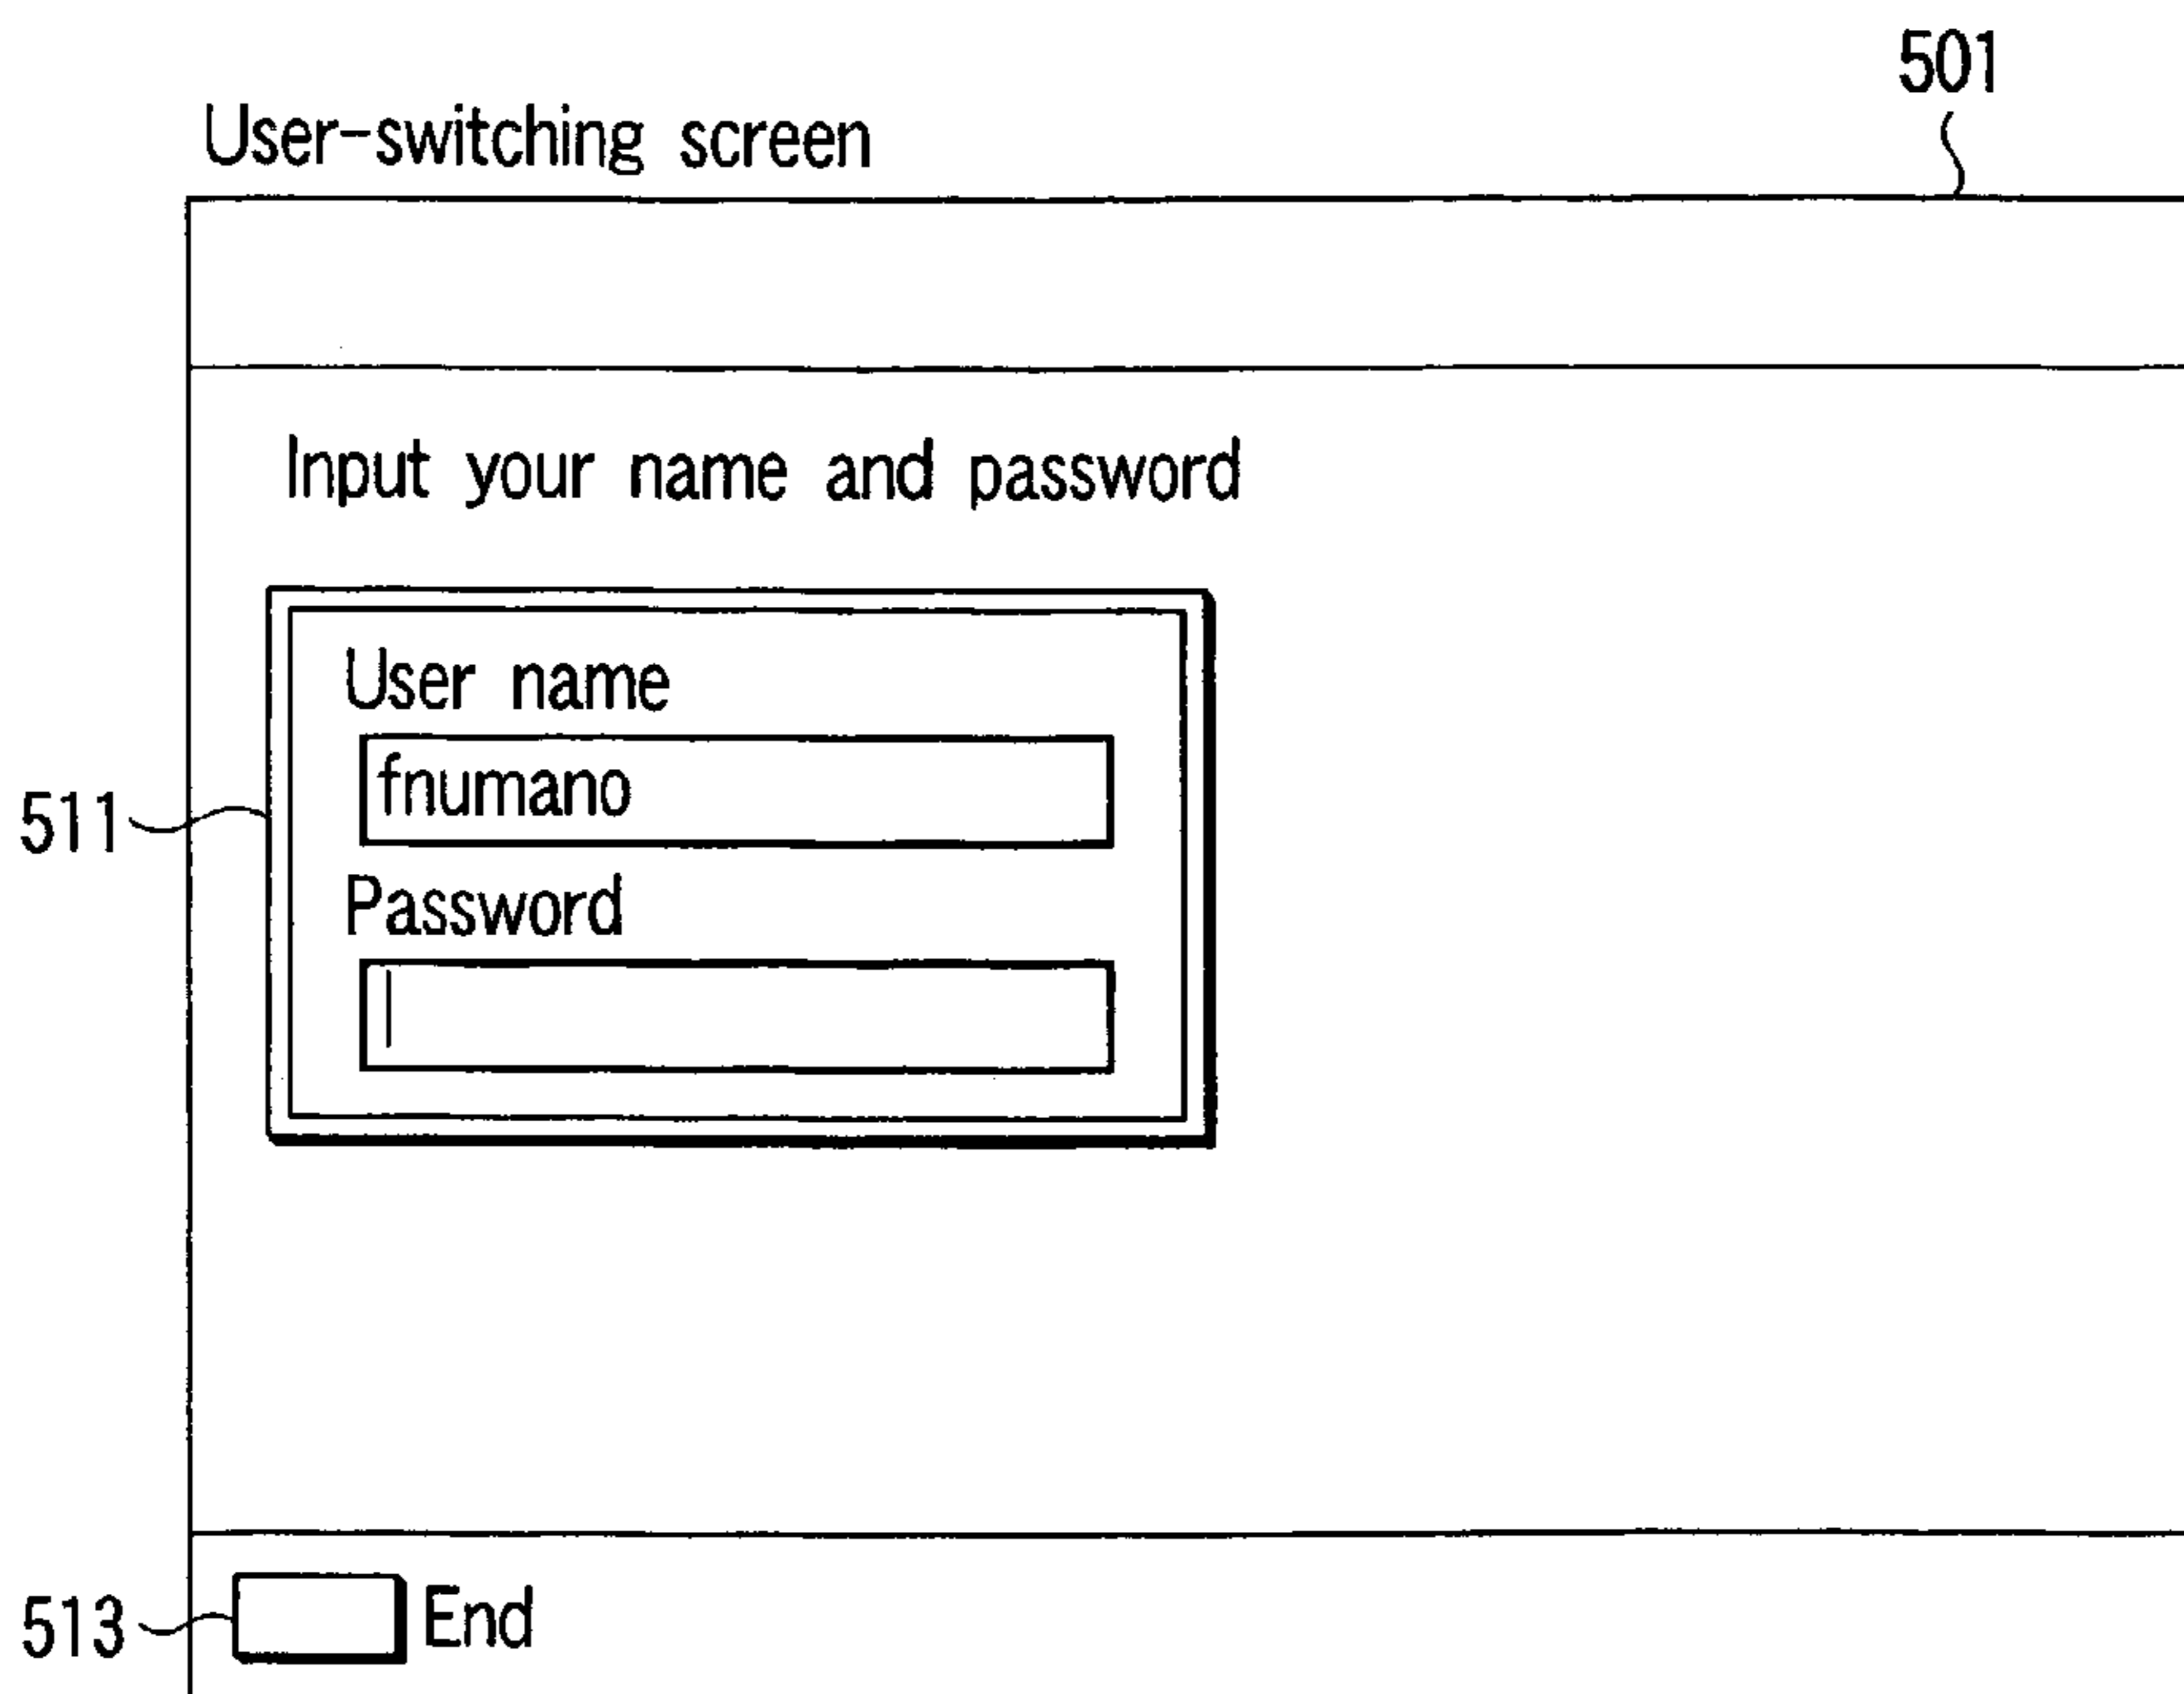 501
User-switching screen
Input your name and password
User name
fnumano
511
Password
513
End